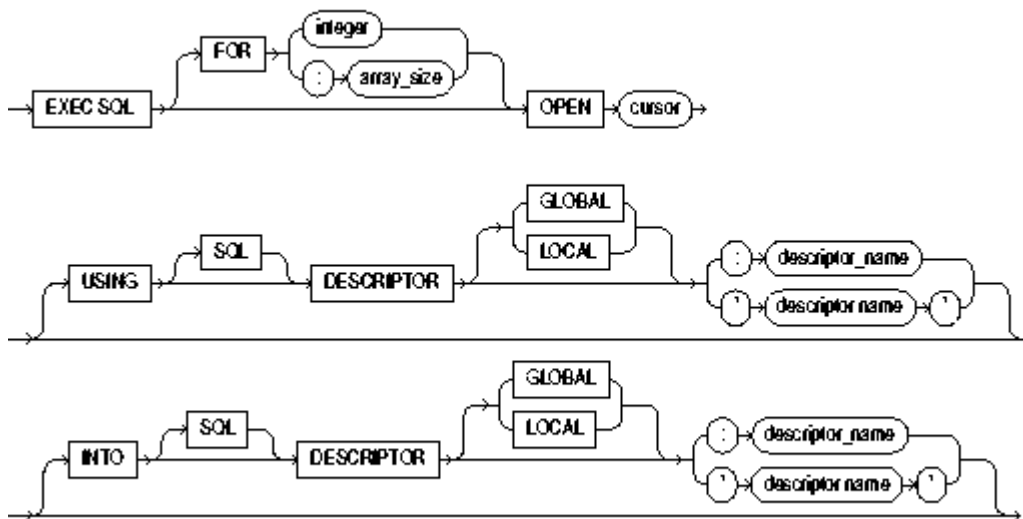 FOR integer
: array_size
EXEC SQL OPEN cursor
GLOBAL
SQL LOCAL : descriptor_name
USING DESCRIPTOR ' descriptor name '
GLOBAL
SQL LOCAL : descriptor_name
INTO DESCRIPTOR ' descriptor name '